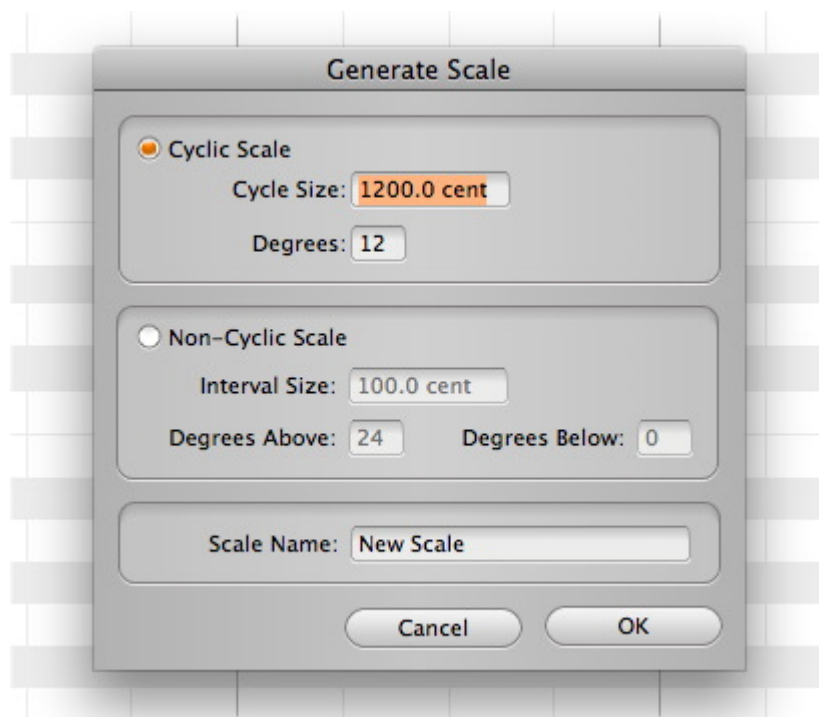 Generate Scale
Cyclic Scale
Cycle Size: 1200.0 cent
Degrees: 12
Non-Cyclic Scale
Interval Size: 100.0 cent
Degrees Above: 24 Degrees Below: 0
Scale Name: New Scale
Cancel OK